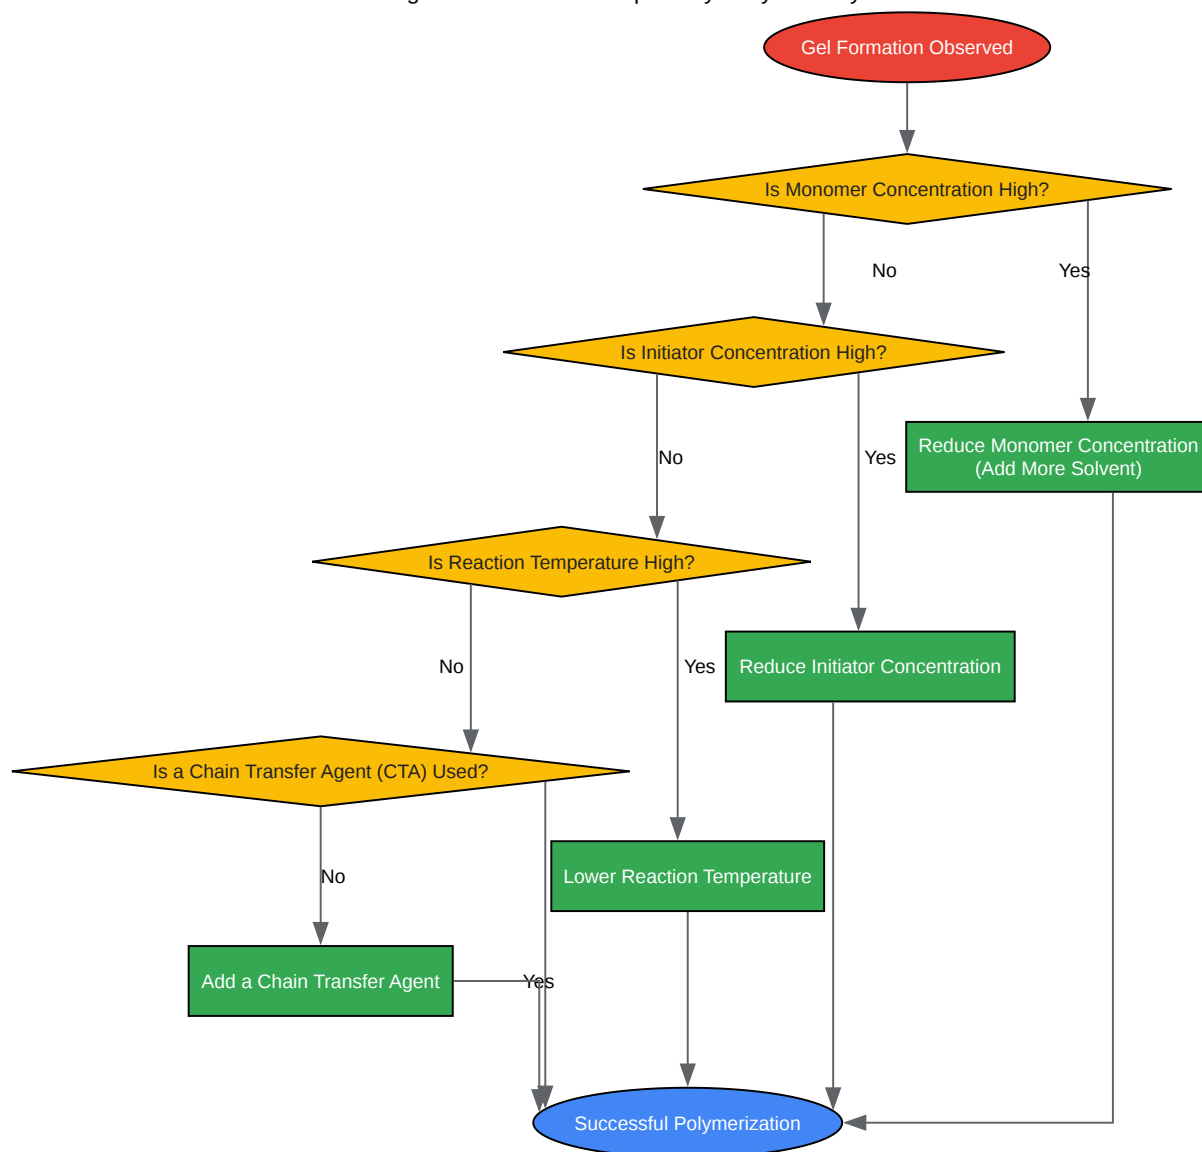 Gel Formation Observed
Is Monomer Concentration High?
No
Yes
Is Initiator Concentration High?
Reduce Monomer Concentration
(Add More Solvent)
No
Yes
Is Reaction Temperature High?
No
Yes
Reduce Initiator Concentration
Is a Chain Transfer Agent (CTA) Used?
No
Lower Reaction Temperature
Add a Chain Transfer Agent
Yes
Successful Polymerization